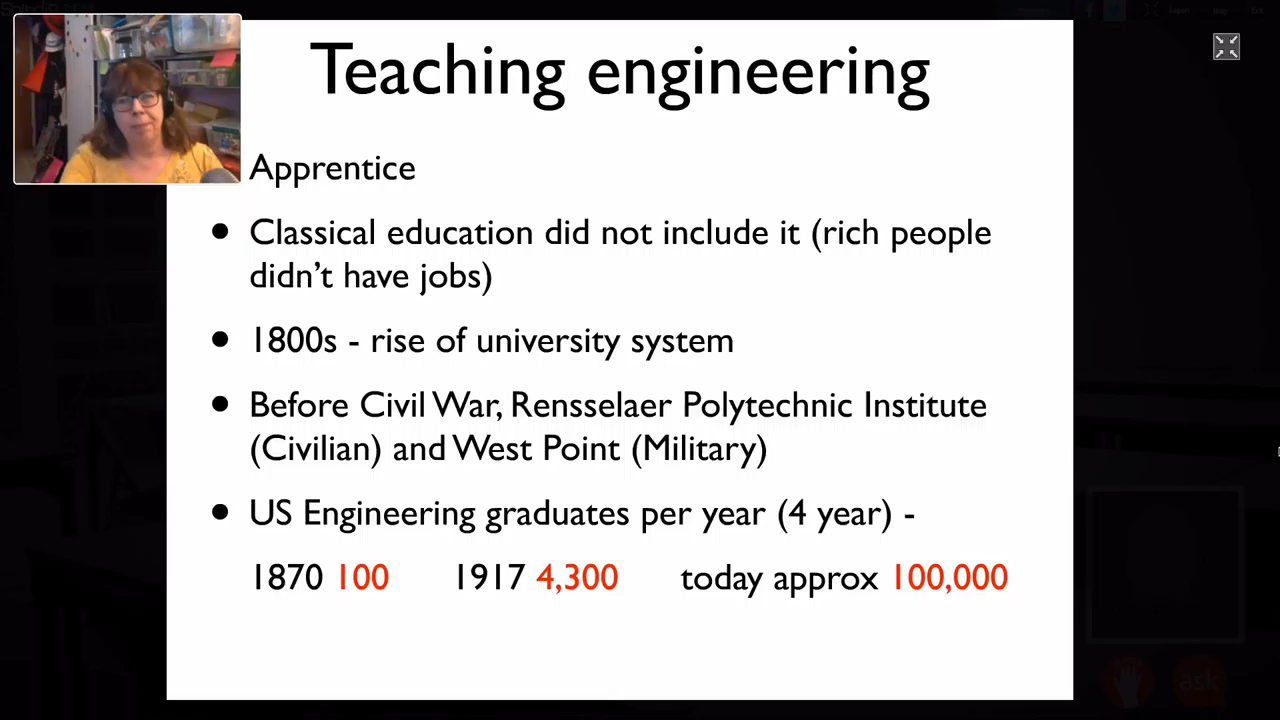 Teaching engineering
Apprentice
• Classical education did not include it (rich people
didn't have jobs)
• 1800s - rise of university system
• Before Civil War, Rensselaer Polytechnic Institute
(Civilian) and West Point (Military)
• US Engineering graduates per year (4 year) -
1870 100 1917 4,300 today approx 100,000
ask